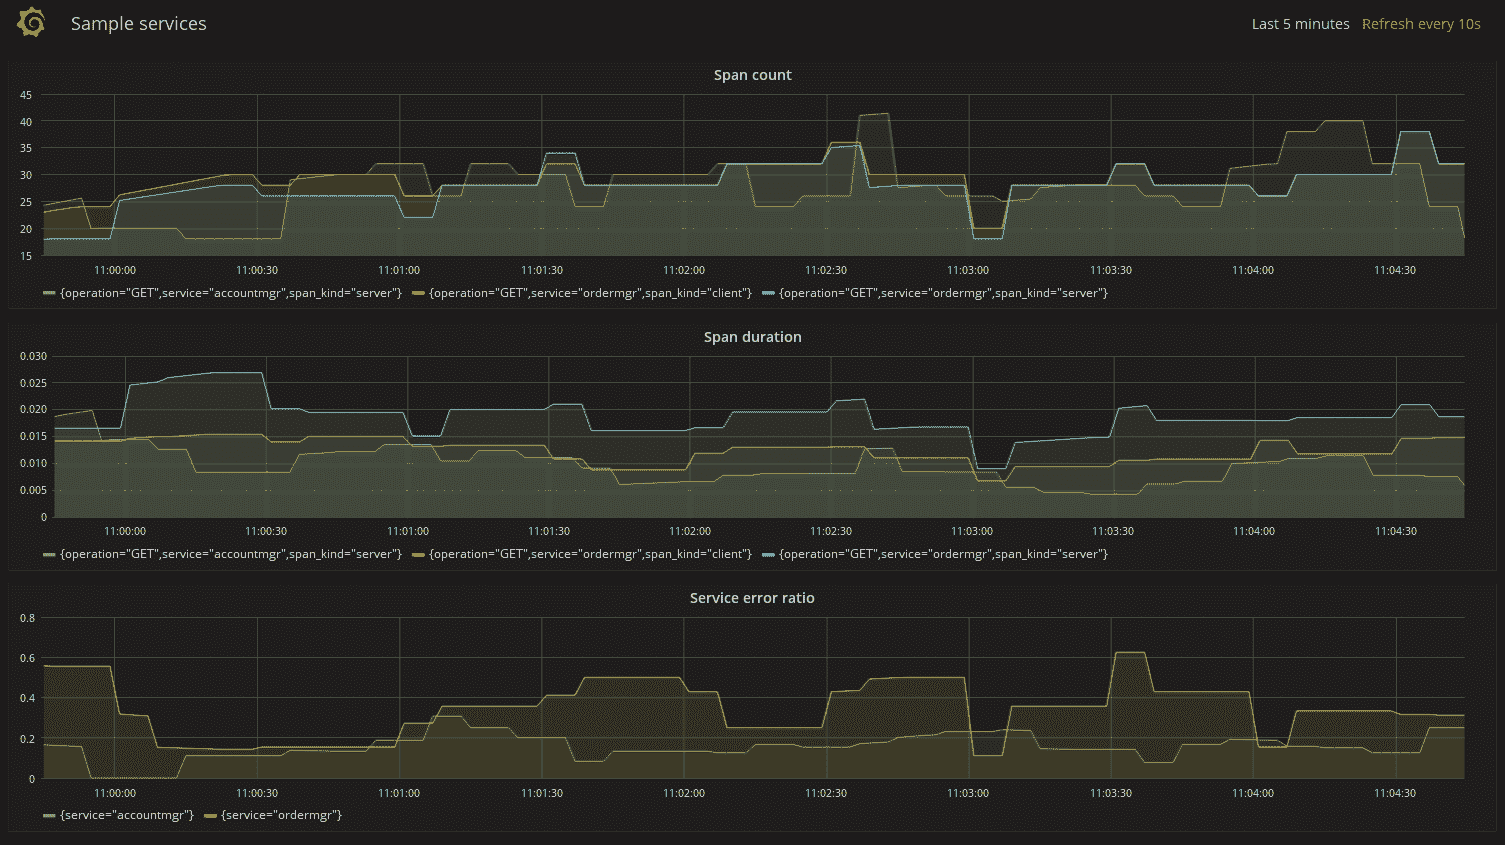 Sample services
Last 5 minutes Refresh every 10s
Span count
45
40
35
30
25
20
15
11:00:00 11:00:30 11:01:00 11:01:30 11:02:00 11:02:30 11:03:00 11:03:30 11:04:00 11:04:30
{operation="GET",service="accountmgr",span_kind="server"} {operation="GET",service="ordermgr",span_kind="client"} {operation="GET",service="ordermgr",span_kind="server"}
Span duration
0.030
0.025
0.020
0.015
0.010
0.005
0
11:00:00 11:00:30 11:01:00 11:01:30 11:02:00 11:02:30 11:03:00 11:03:30 11:04:00 11:04:30
{operation="GET",service="accountmgr",span_kind="server"} {operation="GET",service="ordermgr",span_kind="client"} {operation="GET",service="ordermgr",span_kind="server"}
Service error ratio
0.8
0.6
0.4
0.2
0
11:00:00 11:00:30 11:01:00 11:01:30 11:02:00 11:02:30 11:03:00 11:03:30 11:04:00 11:04:30
{service="accountmgr"} {service="ordermgr"}